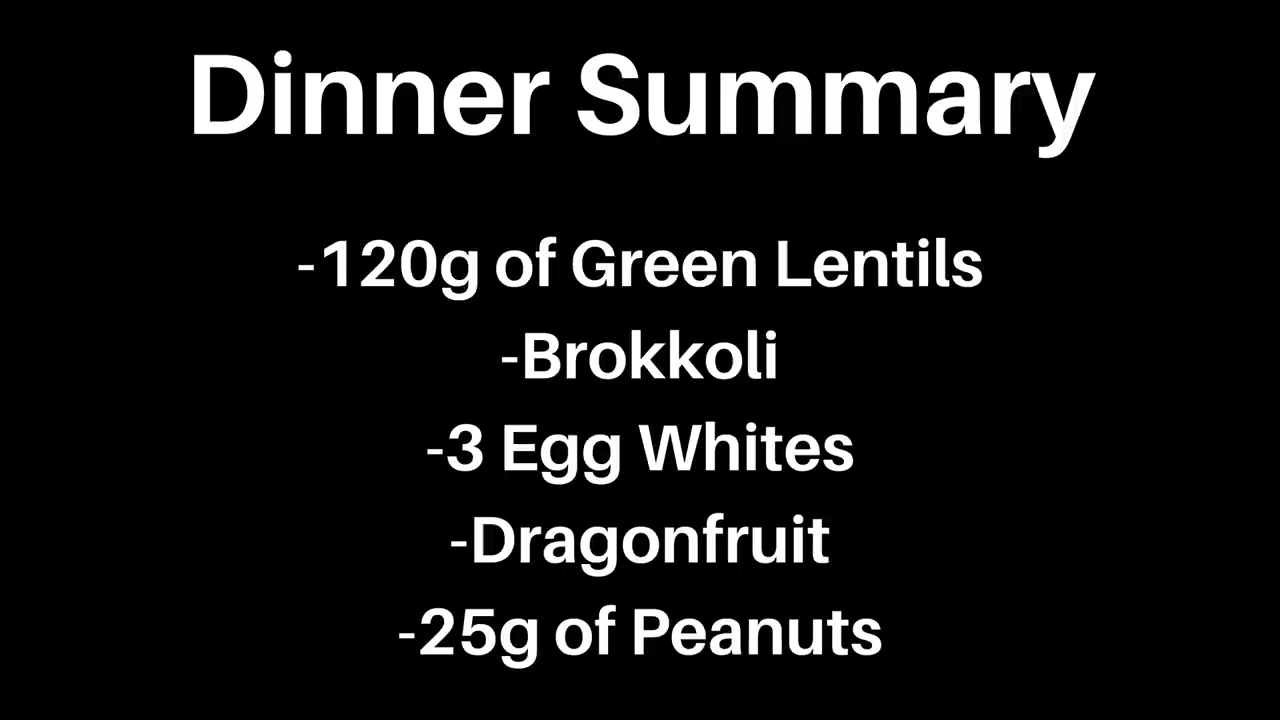 Dinner Summary
-120g of Green Lentils
-Brokkoli
-3 Egg Whites
-Dragonfruit
-25g of Peanuts